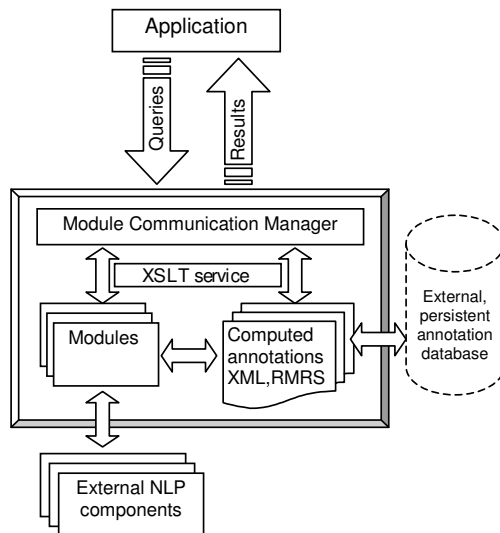 Application
Queries
Results
Module Communication Manager
XSLT service
Modules
Computed
annotations
XML,RMRS
External,
persistent
annotation
database
External NLP
components